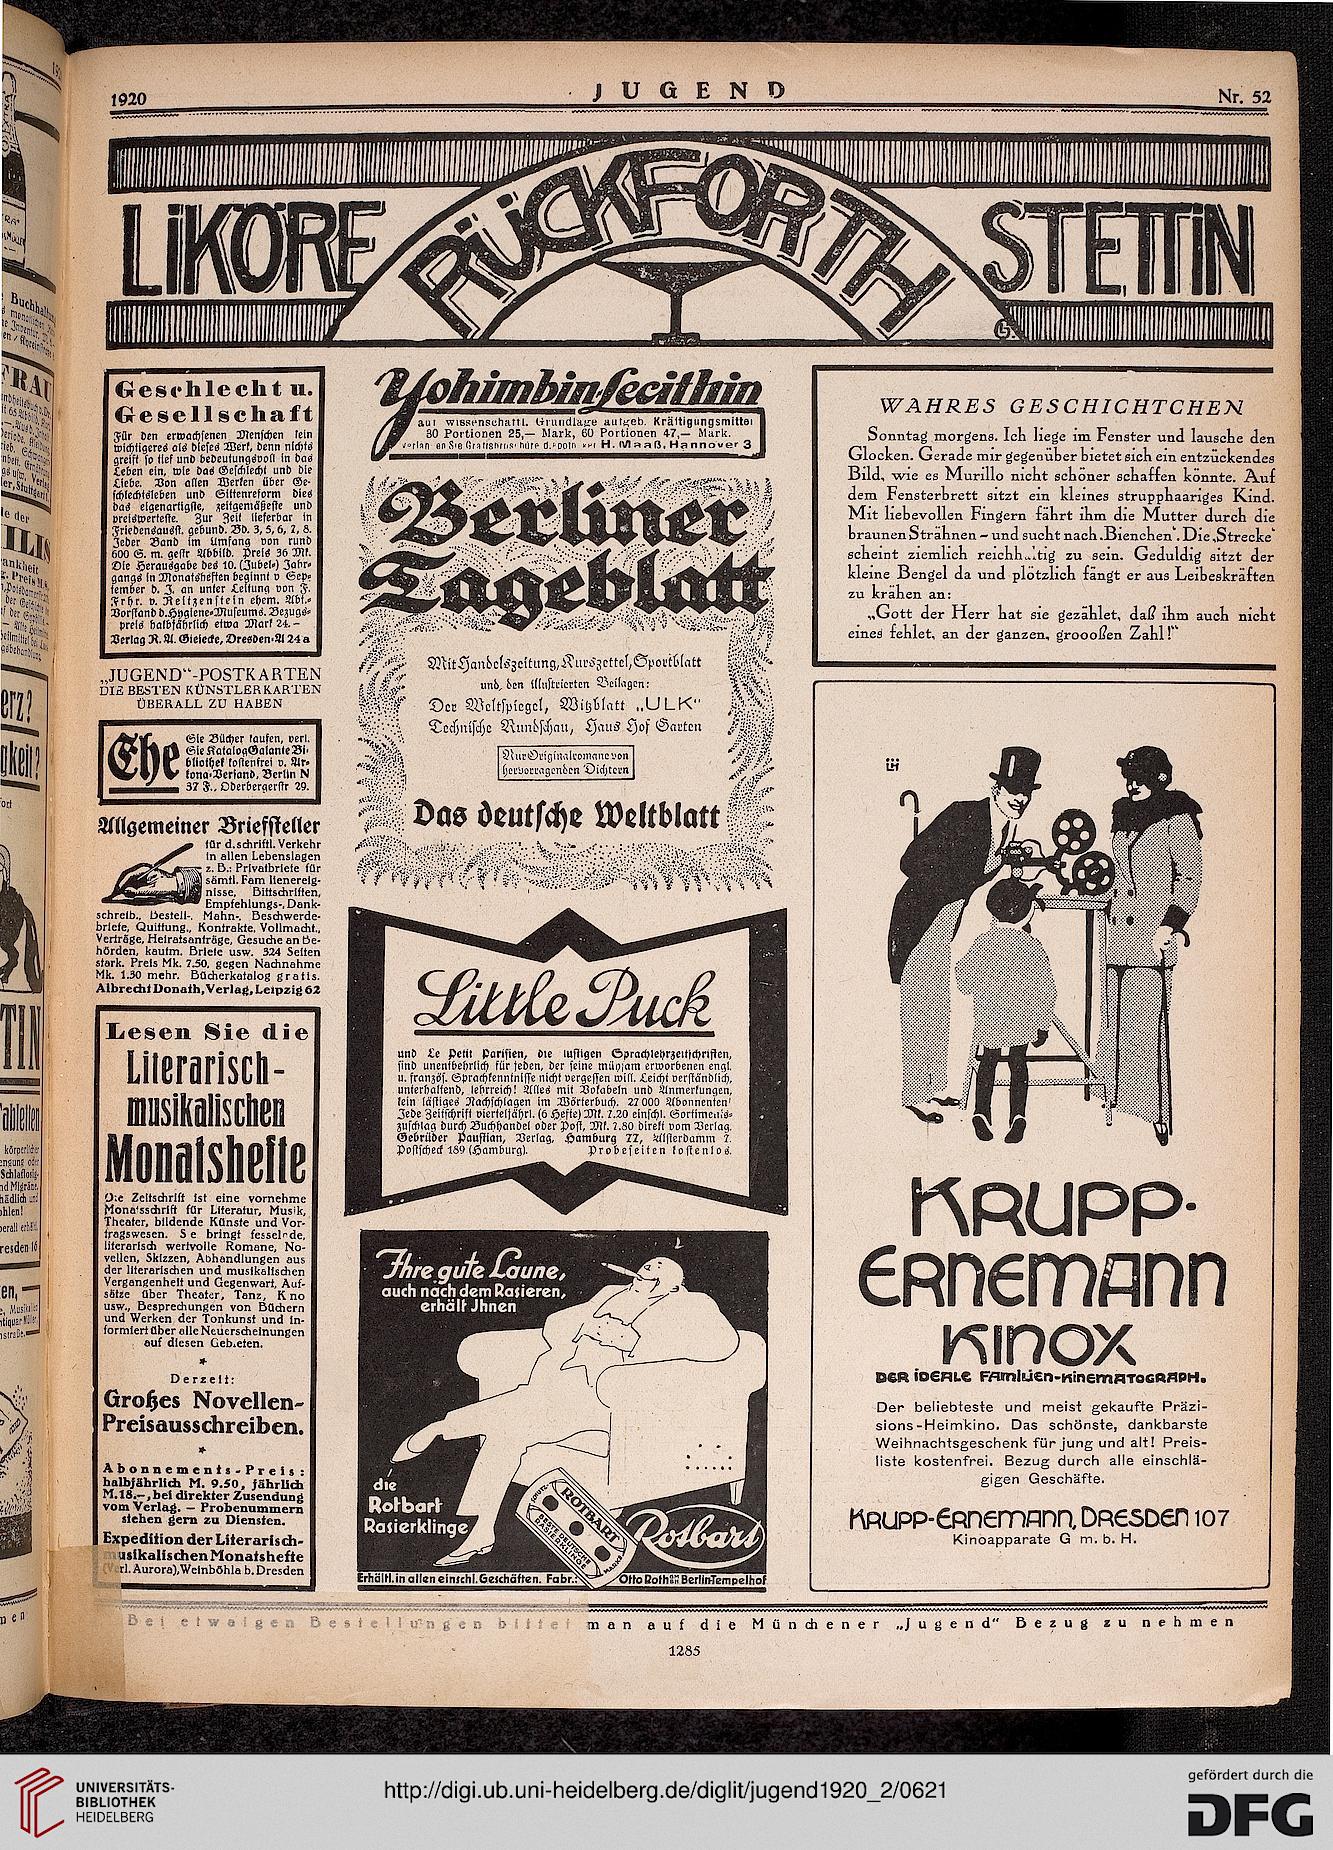 1920
JUGEND
Nr. 52
LIKÖRE
RÜCKFORTH
STETTIN
Geschlecht u.
Gesellschaft
Für den erwachsenen Menschen kein
wichtigeres als dieses Werk, denn nichts
greift so tief und bedeutungsvoll in das
Leben ein, wie das Geschlecht und die
Liebe. Von allen Werken über Ge-
schlechtsleben und Sittenreform dies
das eigenartigste, zeitgemäßeste und
preiswerteste. Zur Zeit lieferbar in
Friedensausst. gebund. Bd. 3, 5, 6, 7, 8.
Jeder Band im Umfang von rund
600 S. m. gestr Abbild. Preis 36 Mk.
Die Herausgabe des 10. (Jubel-) Jahr-
gangs in Monatsheften beginnt v Sep-
tember d. J. an unter Leitung von F.
Frhr. v. Reitzenstein ehem. Abt.-
Vorstand d. Hygiene-Museums. Bezugs-
preis halbjährlich etwa Mark 24.–
Verlag R. A. Giesecke, Dresden-A 24 a
„JUGEND“-POSTKARTEN
DIE BESTEN KÜNSTLERKARTEN
ÜBERALL ZU HABEN
Ehe
Sie Bücher kaufen, verl.
Sie Katalog Galante Bi-
bliothek kostenfrei v. Ar-
kona-Versand, Berlin N
37 F., Oderbergerstr 29.
Allgemeiner Briefsteller
für d. schriftl. Verkehr
in allen Lebenslagen
z. B.: Privatbriefe für
sämtl. Fam lienereig-
nisse, Bittschriften,
Empfehlungs-, Dank-
schreib., Bestell-, Mahn-, Beschwerde-
briefe, Quittung., Kontrakte, Vollmacht.,
Verträge, Heiratsanträge, Gesuche an Be-
hörden, kaufm. Briefe usw. 324 Seiten
stark. Preis Mk. 7.50, gegen Nachnahme
Mk. 1.30 mehr. Bücherkatalog gratis.
Albrecht Donath, Verlag, Leipzig 62
Lesen Sie die
Literarisch-
musikalischen
Monatshefte
Die Zeitschrift ist eine vornehme
Monatsschrift für Literatur, Musik,
Theater, bildende Künste und Vor-
tragswesen. S e bringt fesselnde,
literarisch wertvolle Romane, No-
vellen, Skizzen, Abhandlungen aus
der literarischen und musikalischen
Vergangenheit und Gegenwart, Auf-
sätze über Theater, Tanz, K no
usw., Besprechungen von Büchern
und Werken der Tonkunst und in-
formiert über alle Neuerscheinungen
auf diesen Gebieten.
*
Derzeit:
Großes Novellen-
Preisausschreiben.
*
Abonnements-Preis:
halbjährlich M. 9.50, jährlich
M. 18.–, bei direkter Zusendung
vom Verlag. – Probenummern
stehen gern zu Diensten.
Expedition der Literarisch-
musikalischen Monatshefte
(Verl. Aurora), Weinböhla b. Dresden
Yohimbin-Lecithin
auf wissenschaftl. Grundlage aufgeb. Kräftigungsmittel
30 Portionen 25,— Mark, 60 Portionen 47,— Mark.
H. Maaß, Hannover 3
Berliner
Tageblatt
Mit Handelszeitung, Kurszettel, Sportblatt
und den illustrierten Beilagen:
Der Weltspiegel, Witzblatt „ULK“
Technische Rundschau, Haus Hof Garten
Nur Originalromane von
hervorragenden Dichtern
Das deutsche Weltblatt
Little Puck
und Le Petit Parisien, die lustigen Sprachlehrzeitschriften,
sind unentbehrlich für jeden, der seine mühsam erworbenen engl.
u. französ. Sprachkenntnisse nicht vergessen will. Leicht verständlich,
unterhaltend, lehrreich! Alles mit Vokabeln und Anmerkungen,
kein lästiges Nachschlagen im Wörterbuch. 27 000 Abonnenten!
Jede Zeitschrift vierteljährl. (6 Hefte) Mk. 7.20 einschl. Sortiments-
zuschlag durch Buchhandel oder Post, Mk. 7.80 direkt vom Verlag.
Gebrüder Paustian, Verlag, Hamburg 77, Alsterdamm 7.
Postscheck 189 (Hamburg). Probeseiten kostenlos.
Ihre gute Laune,
auch nach dem Rasieren,
erhält Jhnen
die
Rotbart
Rasierklinge
SCHUTZ-
ROTBART
BESTE DEUTSCHE
RASIERKLINGE
MARKE
Rotbart
Erhältl. in allen einschl. Geschäften. Fabr.: Otto Roth Berlin-Tempelhof
WAHRES GESCHICHTCHEN
Sonntag morgens. Ich liege im Fenster und lausche den
Glocken. Gerade mir gegenüber bietet sich ein entzückendes
Bild, wie es Murillo nicht schöner schaffen könnte. Auf
dem Fensterbrett sitzt ein kleines strupphaariges Kind.
Mit liebevollen Fingern fährt ihm die Mutter durch die
braunen Strähnen – und sucht nach ‚Bienchen‘. Die ‚Strecke‘
scheint ziemlich reichh..tig zu sein. Geduldig sitzt der
kleine Bengel da und plötzlich fängt er aus Leibeskräften
zu krähen an:
„Gott der Herr hat sie gezählet, daß ihm auch nicht
eines fehlet, an der ganzen, groooßen Zahl!“
KRUPP-
ERNEMANN
KINOX
DER IDEALE FAMILIEN-KINEMATOGRAPH.
Der beliebteste und meist gekaufte Präzi-
sions-Heimkino. Das schönste, dankbarste
Weihnachtsgeschenk für jung und alt! Preis-
liste kostenfrei. Bezug durch alle einschlä-
gigen Geschäfte.
KRUPP-ERNEMANN, DRESDEN 107
Kinoapparate G m. b. H.
Bei etwaigen Bestellungen bittet man auf die Münchener „Jugend“ Bezug zu nehmen
1285
UNIVERSITÄTS-
BIBLIOTHEK
HEIDELBERG
http://digi.ub.uni-heidelberg.de/diglit/jugend1920_2/0621
gefördert durch die
DFG